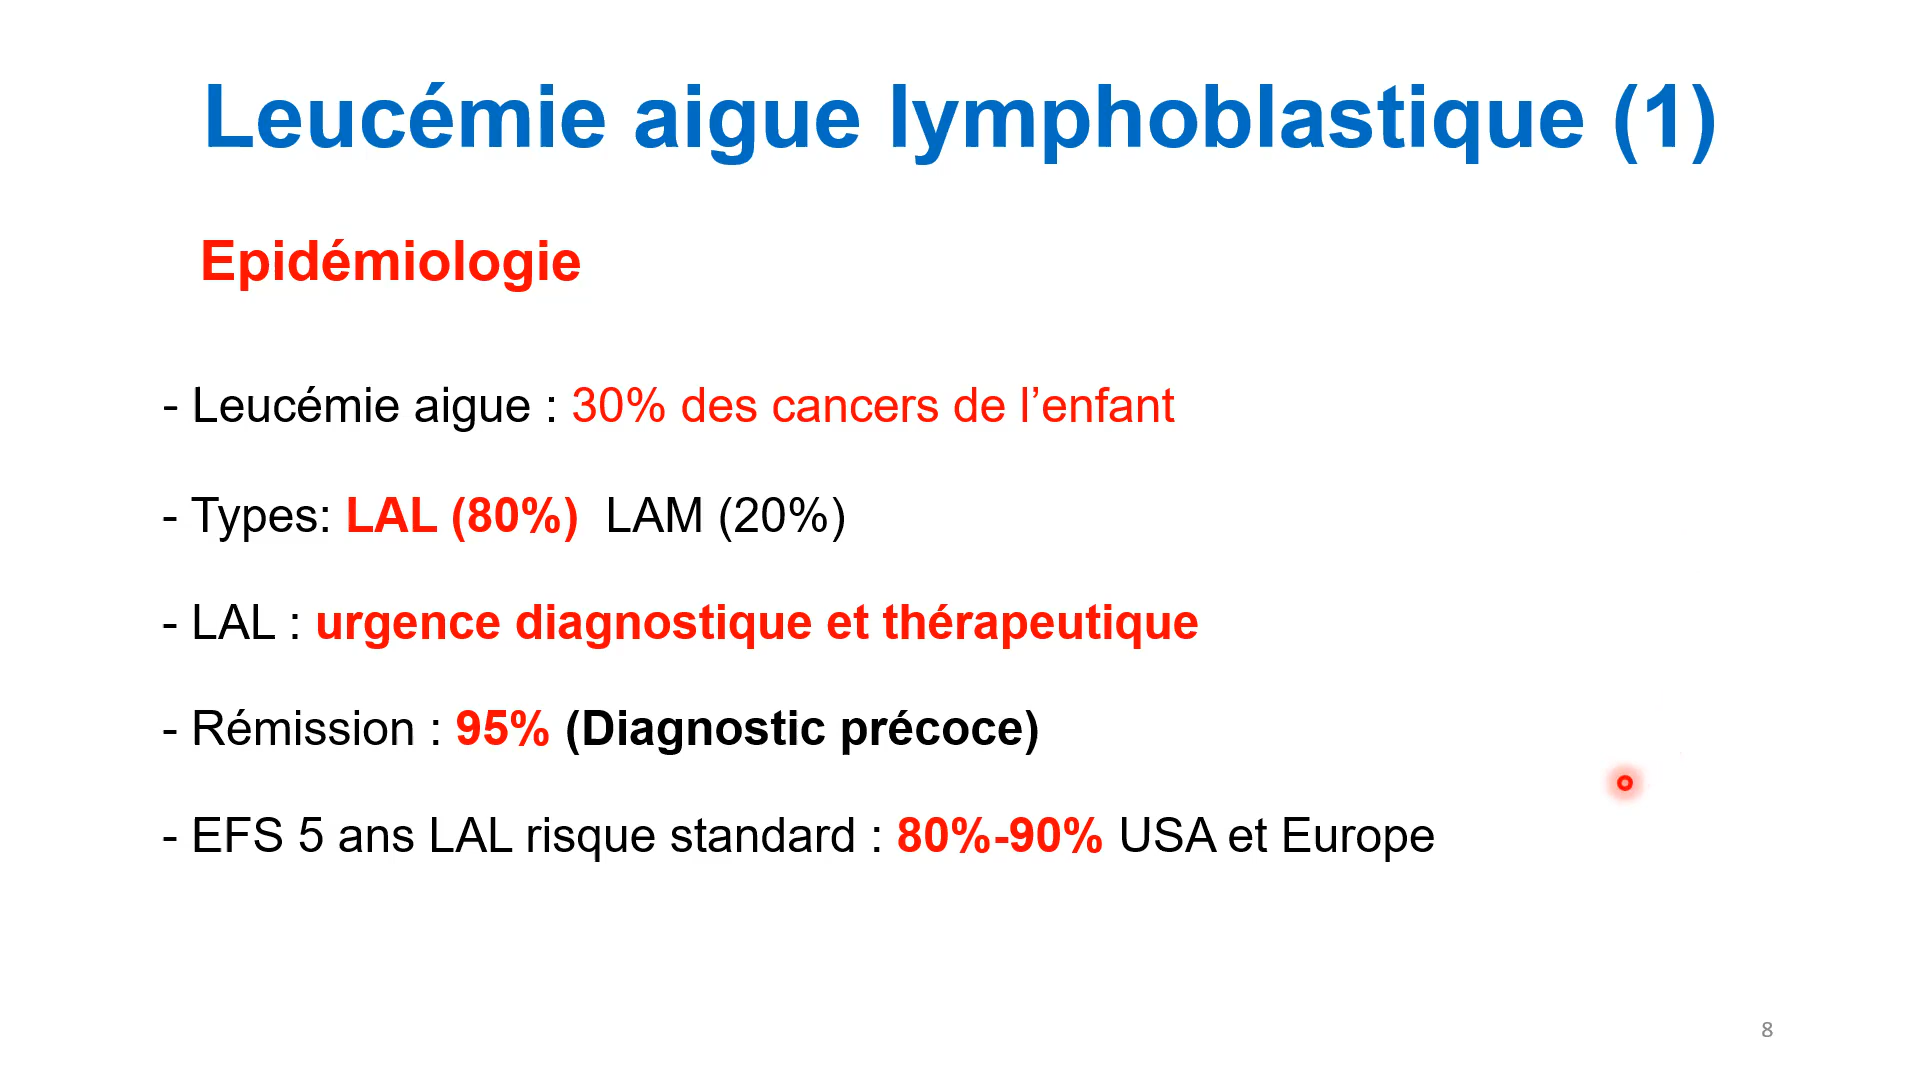 Leucémie aigue lymphoblastique (1)
Epidémiologie
- Leucémie aigue : 30% des cancers de l’enfant
- Types: LAL (80%) LAM (20%)
- LAL : urgence diagnostique et thérapeutique
- Rémission : 95% (Diagnostic précoce)
- EFS 5 ans LAL risque standard : 80%-90% USA et Europe
8